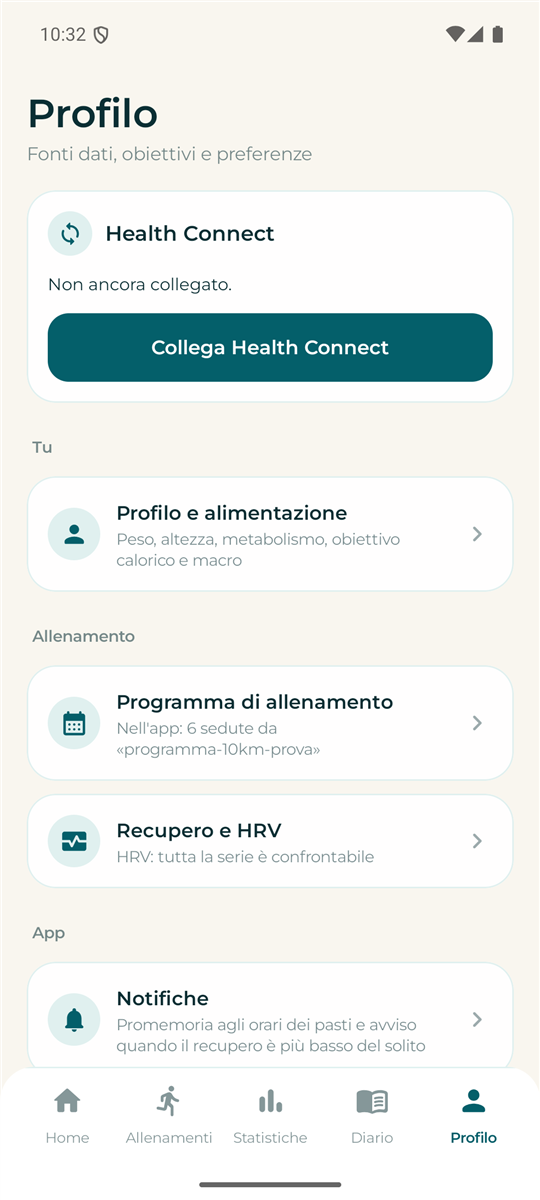 10:32
Profilo
Fonti dati, obiettivi e preferenze
Health Connect
Non ancora collegato.
Collega Health Connect
Tu
Profilo e alimentazione
Peso, altezza, metabolismo, obiettivo
calorico e macro
Allenamento
Programma di allenamento
Nell'app: 6 sedute da
«programma-10km-prova»
Recupero e HRV
HRV: tutta la serie è confrontabile
App
Notifiche
Promemoria agli orari dei pasti e avviso
quando il recupero è più basso del solito
Home
Allenamenti
Statistiche
Diario
Profilo